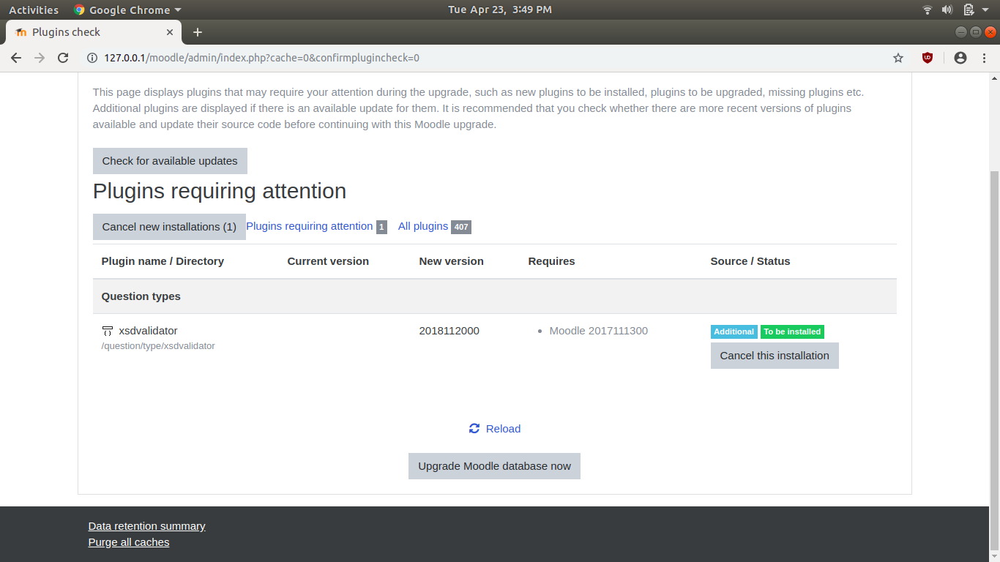 Activities Google Chrome Tue Apr 23, 3:49 PM
Plugins check
127.0.0.1/moodle/admin/index.php?cache=0&confirmplugincheck=0
This page displays plugins that may require your attention during the upgrade, such as new plugins to be installed, plugins to be upgraded, missing plugins etc.
Additional plugins are displayed if there is an available update for them. It is recommended that you check whether there are more recent versions of plugins
available and update their source code before continuing with this Moodle upgrade.
Check for available updates
Plugins requiring attention
Cancel new installations (1) Plugins requiring attention 1 All plugins 407
Plugin name / Directory Current version New version Requires Source / Status
Question types
xsdvalidator 2018112000 Moodle 2017111300 Additional To be installed
/question/type/xsdvalidator
Cancel this installation
Reload
Upgrade Moodle database now
Data retention summary
Purge all caches